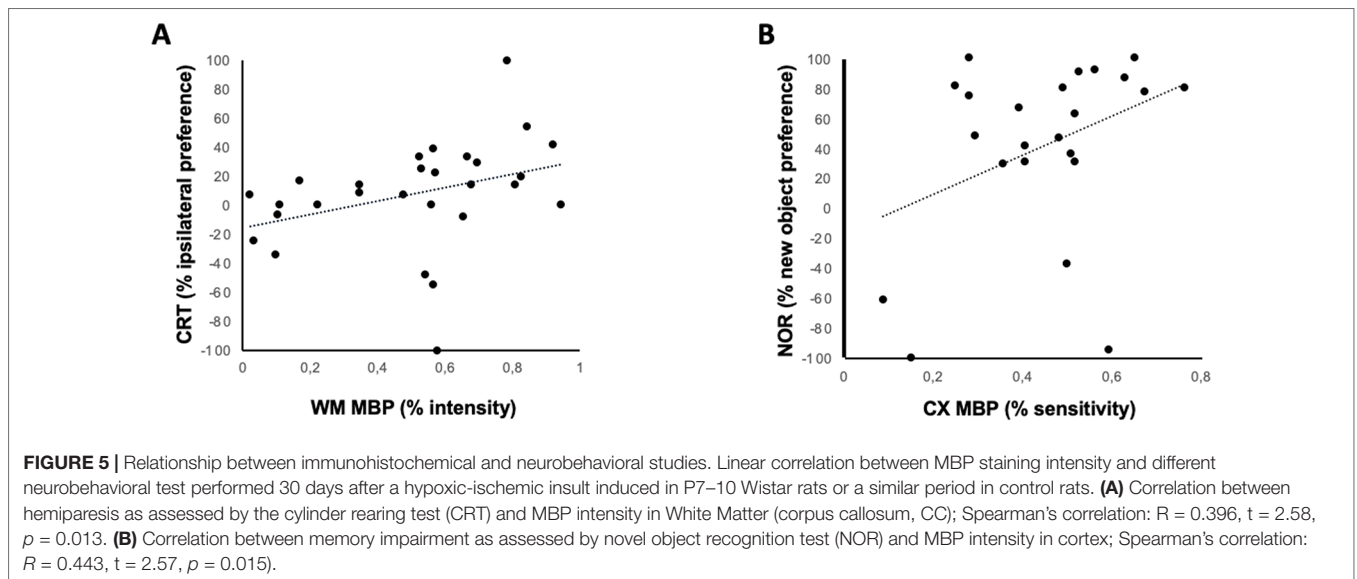 A
CRT (% ipsilateral preference)
100
80
60
40
20
0
-20
-40
-60
-80
-100
0 0,2 0,4 0,6 0,8 1
WM MBP (% intensity)
B
NOR (% new object preference)
100
80
60
40
20
0
-20
-40
-60
-80
-100
0 0,2 0,4 0,6 0,8
CX MBP (% sensitivity)
FIGURE 5 | Relationship between immunohistochemical and neurobehavioral studies. Linear correlation between MBP staining intensity and different
neurobehavioral test performed 30 days after a hypoxic-ischemic insult induced in P7–10 Wistar rats or a similar period in control rats. (A) Correlation between
hemiparesis as assessed by the cylinder rearing test (CRT) and MBP intensity in White Matter (corpus callosum, CC); Spearman's correlation: R = 0.396, t = 2.58,
p = 0.013. (B) Correlation between memory impairment as assessed by novel object recognition test (NOR) and MBP intensity in cortex; Spearman's correlation:
R = 0.443, t = 2.57, p = 0.015).